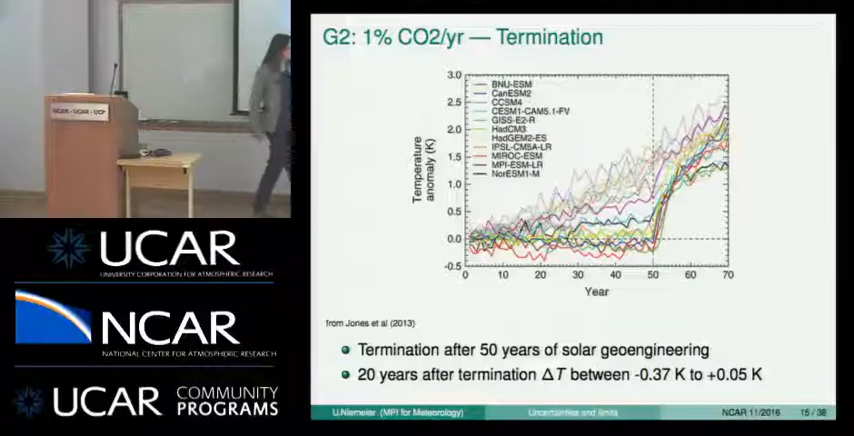 G2: 1% CO2/yr — Termination
NCAR - UCAR - UCP
3.0
2.5
2.0
1.5
1.0
0.5
0.0
-0.5
Temperature
anomaly (K)
BNU-ESM
CanESM2
CCSM4
CESM1-CAM5.1-FV
GISS-E2-R
HadCM3
HadGEM2-ES
IPSL-CM5A-LR
MIROC-ESM
MPI-ESM-LR
NorESM1-M
0 10 20 30 40 50 60 70
Year
from Jones et al (2013)
Termination after 50 years of solar geoengineering
20 years after termination ΔT between -0.37 K to +0.05 K
U.Niemeier (MPI for Meteorology)
Uncertainties and limits
NCAR 11/2016
15 / 38
UCAR
UNIVERSITY CORPORATION FOR ATMOSPHERIC RESEARCH
NCAR
NATIONAL CENTER FOR ATMOSPHERIC RESEARCH
UCAR COMMUNITY
PROGRAMS